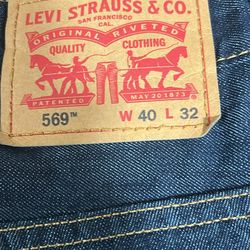 LEVI STRAUSS & CO.
SAN FRANCISCO
CAL.
ORIGINAL RIVETED
QUALITY CLOTHING
PATENTED MAY 20 1873
569™ W 40 L 32